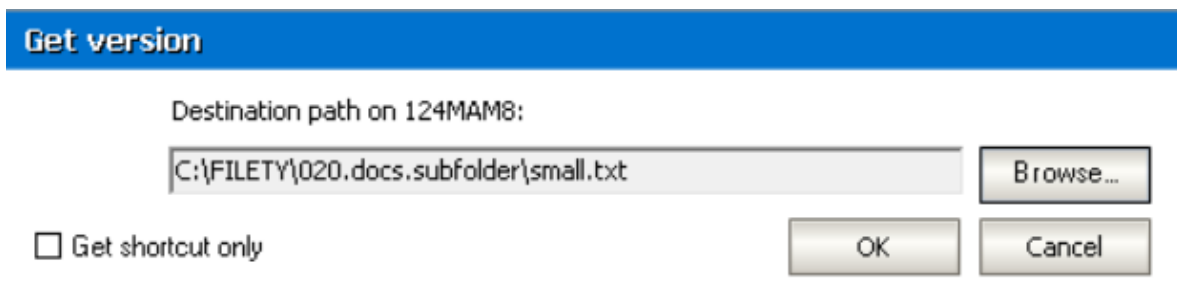 Get version
Destination path on 124MAM8:
C:\FILETY\020.docs.subfolder\small.txt
Browse...
Get shortcut only
OK
Cancel